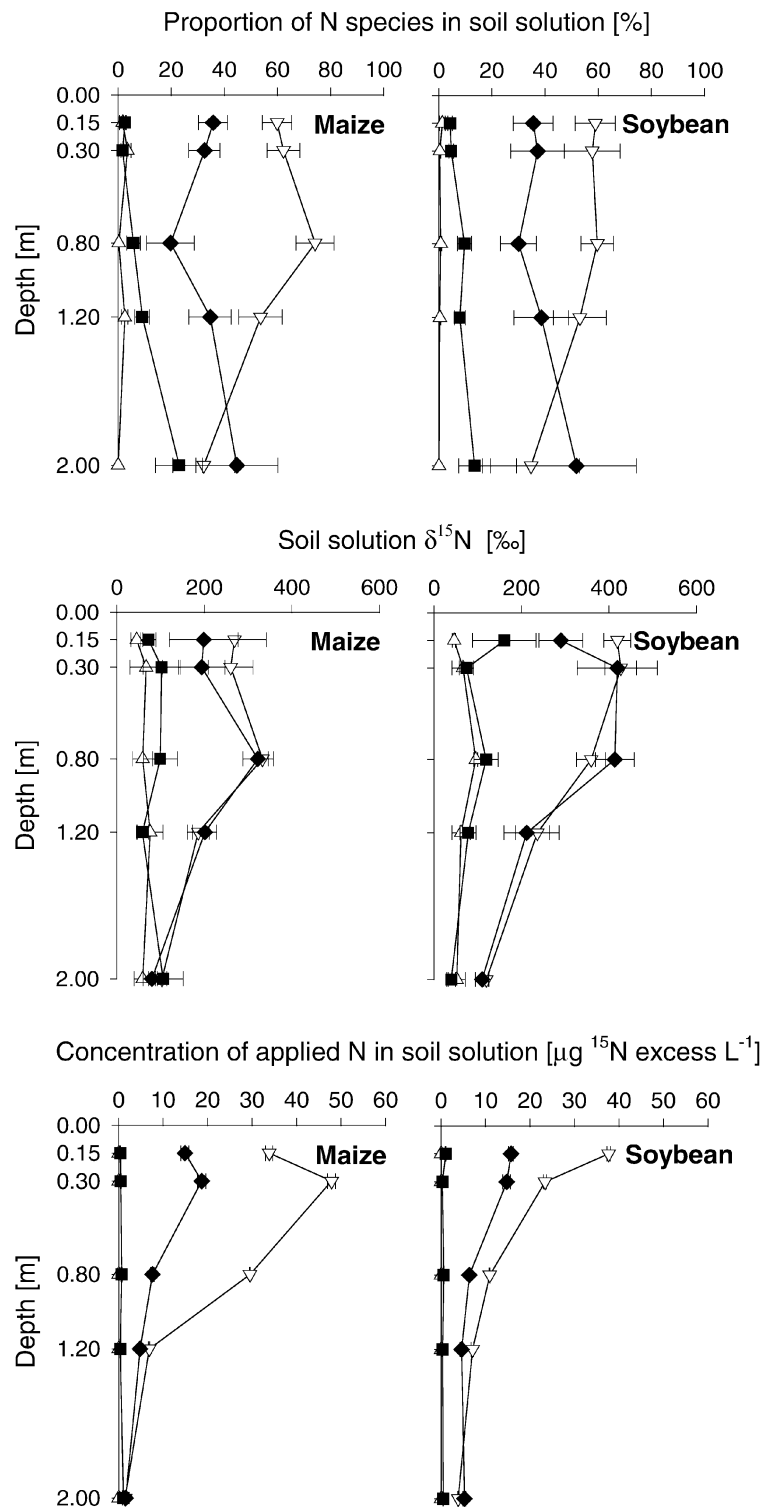 Proportion of N species in soil solution [%]
0 20 40 60 80 100 0 20 40 60 80 100
0.00
0.15 Maize Soybean
0.30
0.80
1.20
2.00
Depth [m]
Soil solution δ15N [‰]
0 200 400 600 0 200 400 600
0.00
0.15 Maize Soybean
0.30
0.80
1.20
2.00
Depth [m]
Concentration of applied N in soil solution [μg 15N excess L-1]
0 10 20 30 40 50 60 0 10 20 30 40 50 60
0.00
0.15 Maize Soybean
0.30
0.80
1.20
2.00
Depth [m]